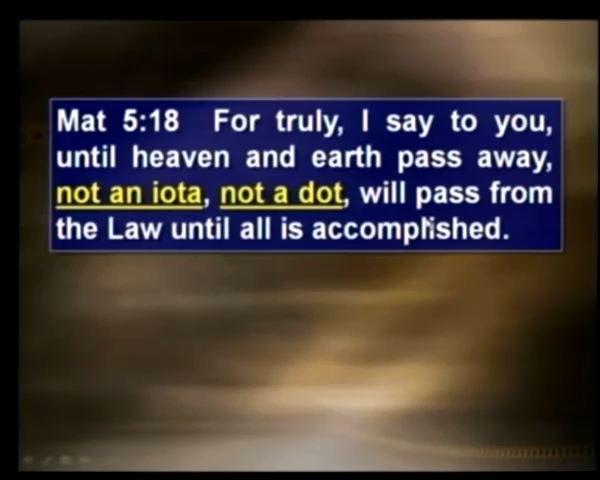 Mat 5:18 For truly, I say to you,
until heaven and earth pass away,
not an iota, not a dot, will pass from
the Law until all is accomplished.